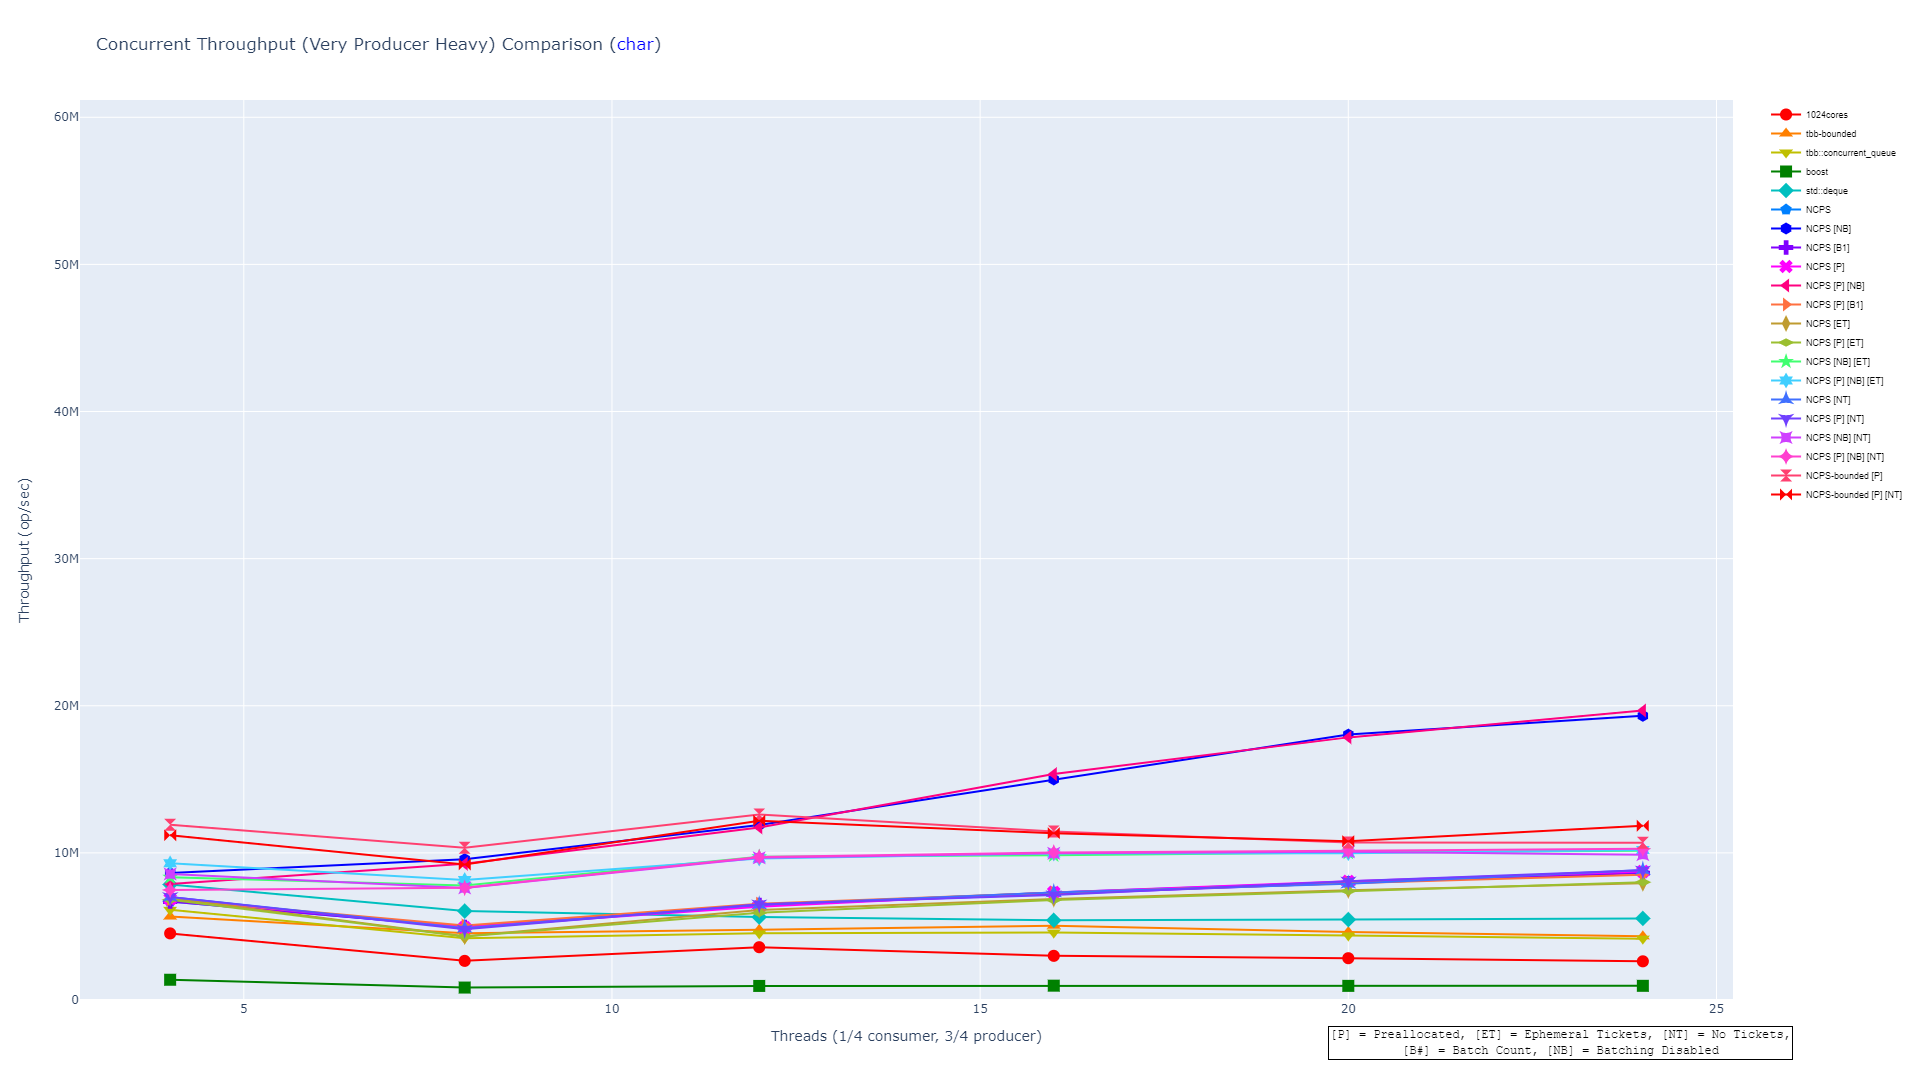 Concurrent Throughput (Very Producer Heavy) Comparison (char)
60M
50M
40M
30M
20M
10M
0
Throughput (op/sec)
5
10
15
20
25
Threads (1/4 consumer, 3/4 producer)
1024cores
tbb-bounded
tbb::concurrent_queue
boost
std::deque
NCPS
NCPS [NB]
NCPS [B1]
NCPS [P]
NCPS [P] [NB]
NCPS [P] [B1]
NCPS [ET]
NCPS [P] [ET]
NCPS [NB] [ET]
NCPS [P] [NB] [ET]
NCPS [NT]
NCPS [P] [NT]
NCPS [NB] [NT]
NCPS [P] [NB] [NT]
NCPS-bounded [P]
NCPS-bounded [P] [NT]
[P] = Preallocated, [ET] = Ephemeral Tickets, [NT] = No Tickets,
[B#] = Batch Count, [NB] = Batching Disabled